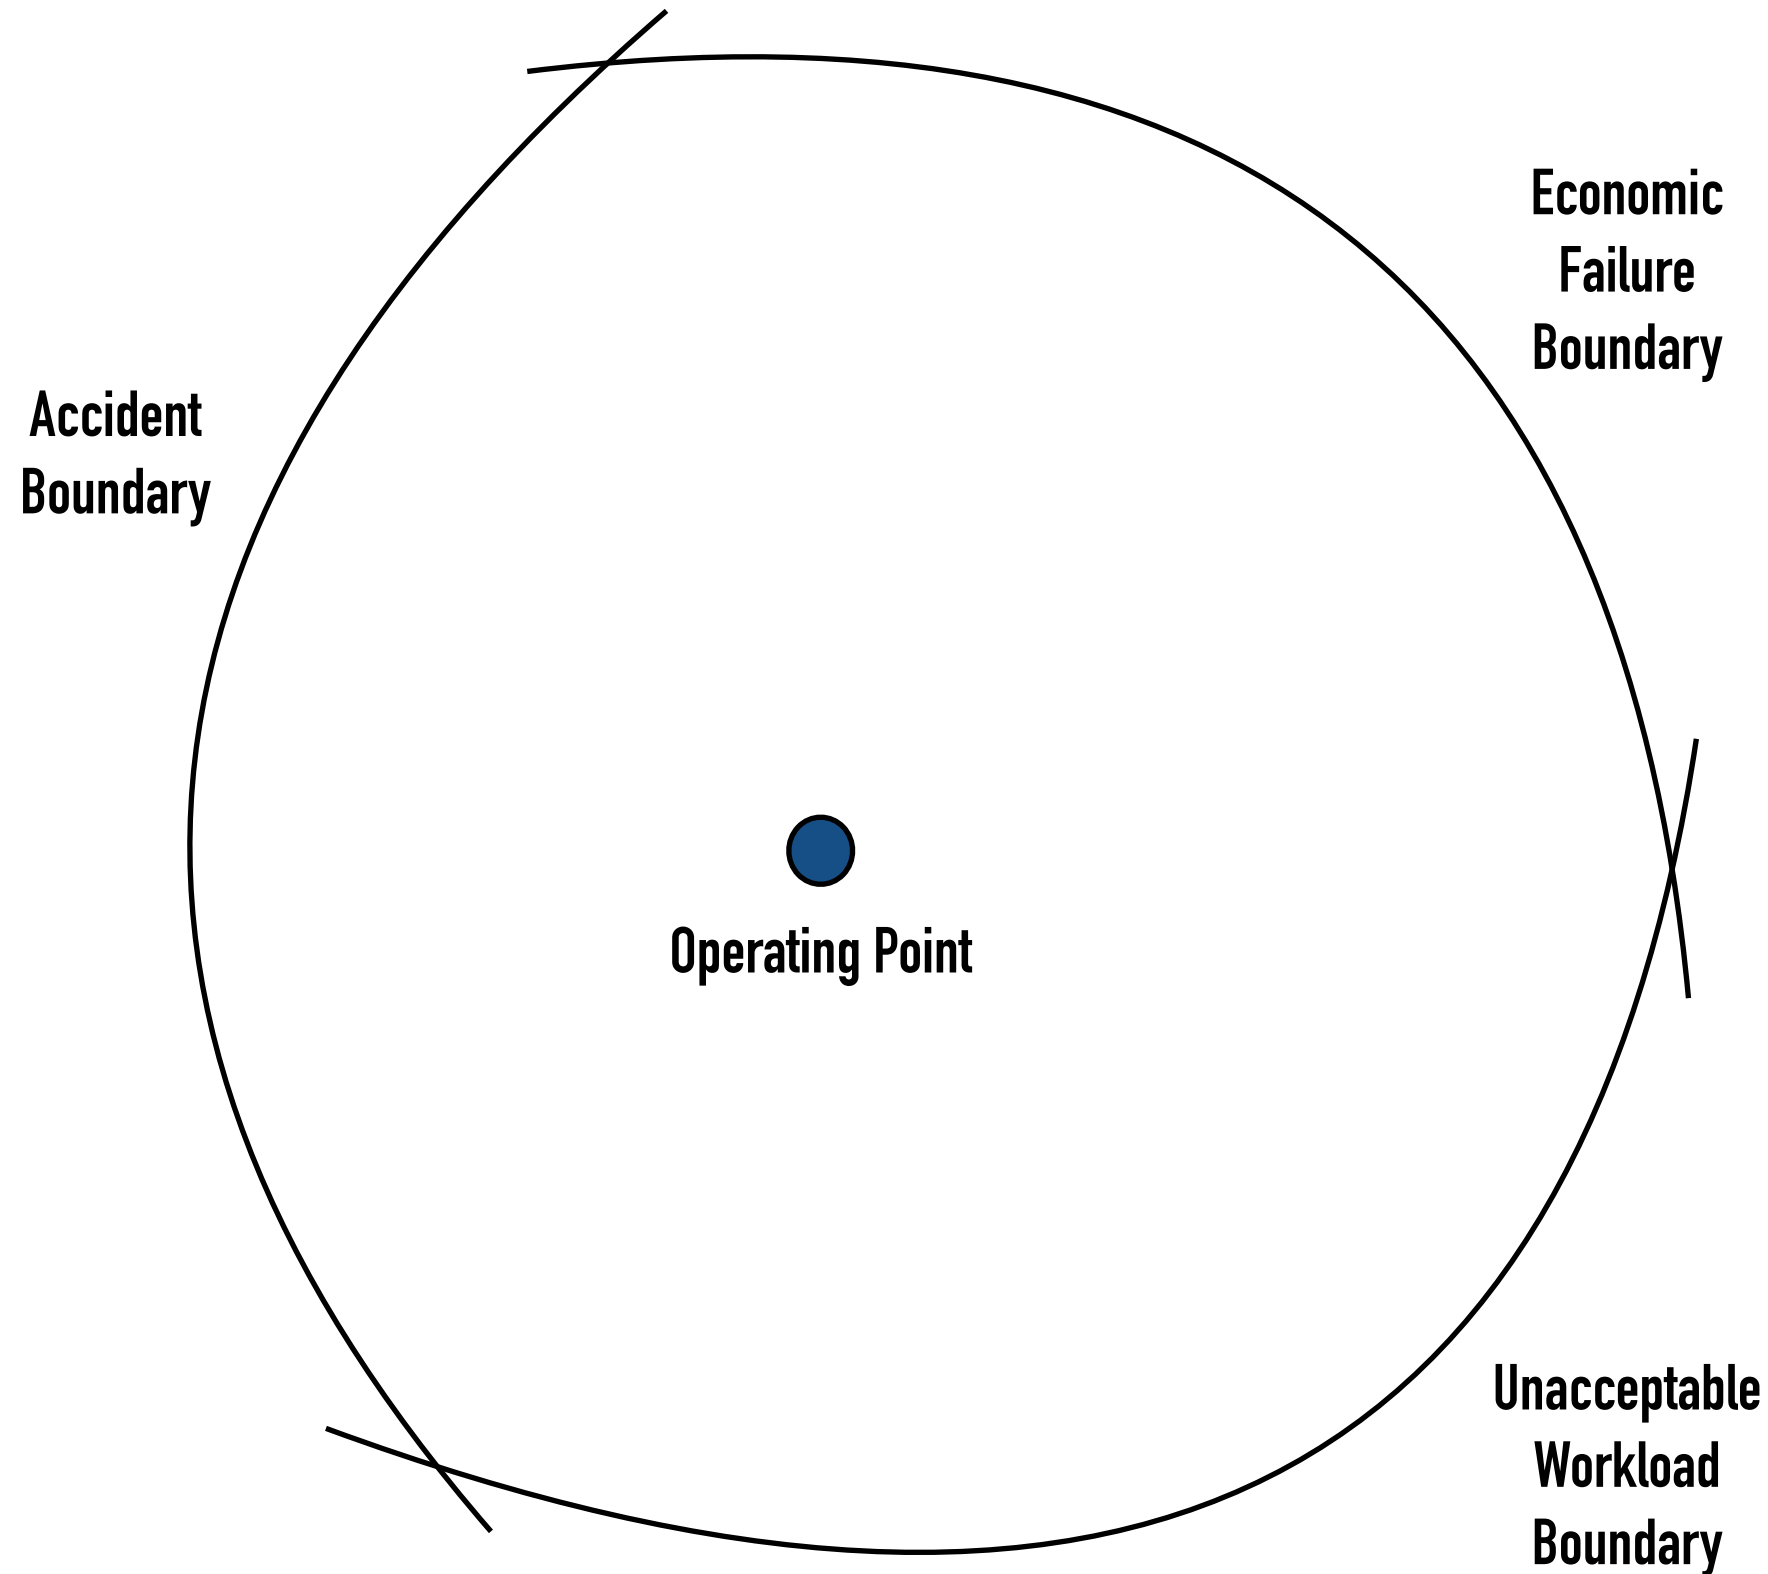 Economic
Failure
Boundary
Accident
Boundary
Operating Point
Unacceptable
Workload
Boundary